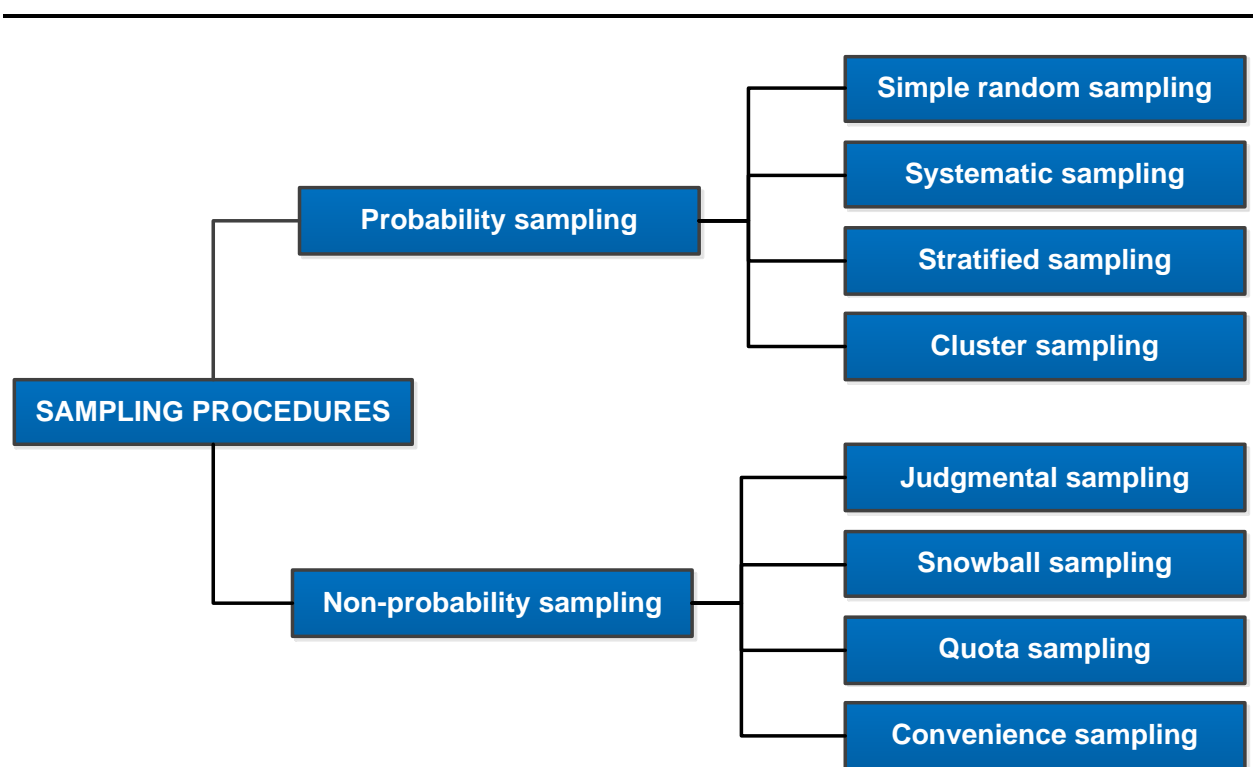 Simple random sampling
Systematic sampling
Probability sampling
Stratified sampling
Cluster sampling
SAMPLING PROCEDURES
Judgmental sampling
Snowball sampling
Non-probability sampling
Quota sampling
Convenience sampling